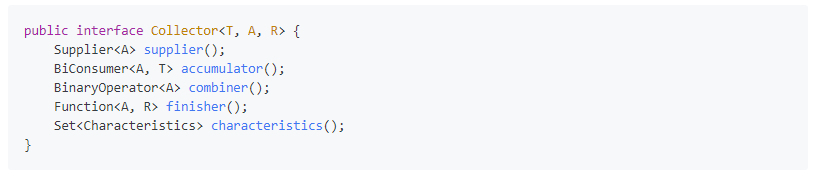 public interface Collector<T, A, R> {
    Supplier<A> supplier();
    BiConsumer<A, T> accumulator();
    BinaryOperator<A> combiner();
    Function<A, R> finisher();
    Set<Characteristics> characteristics();
}